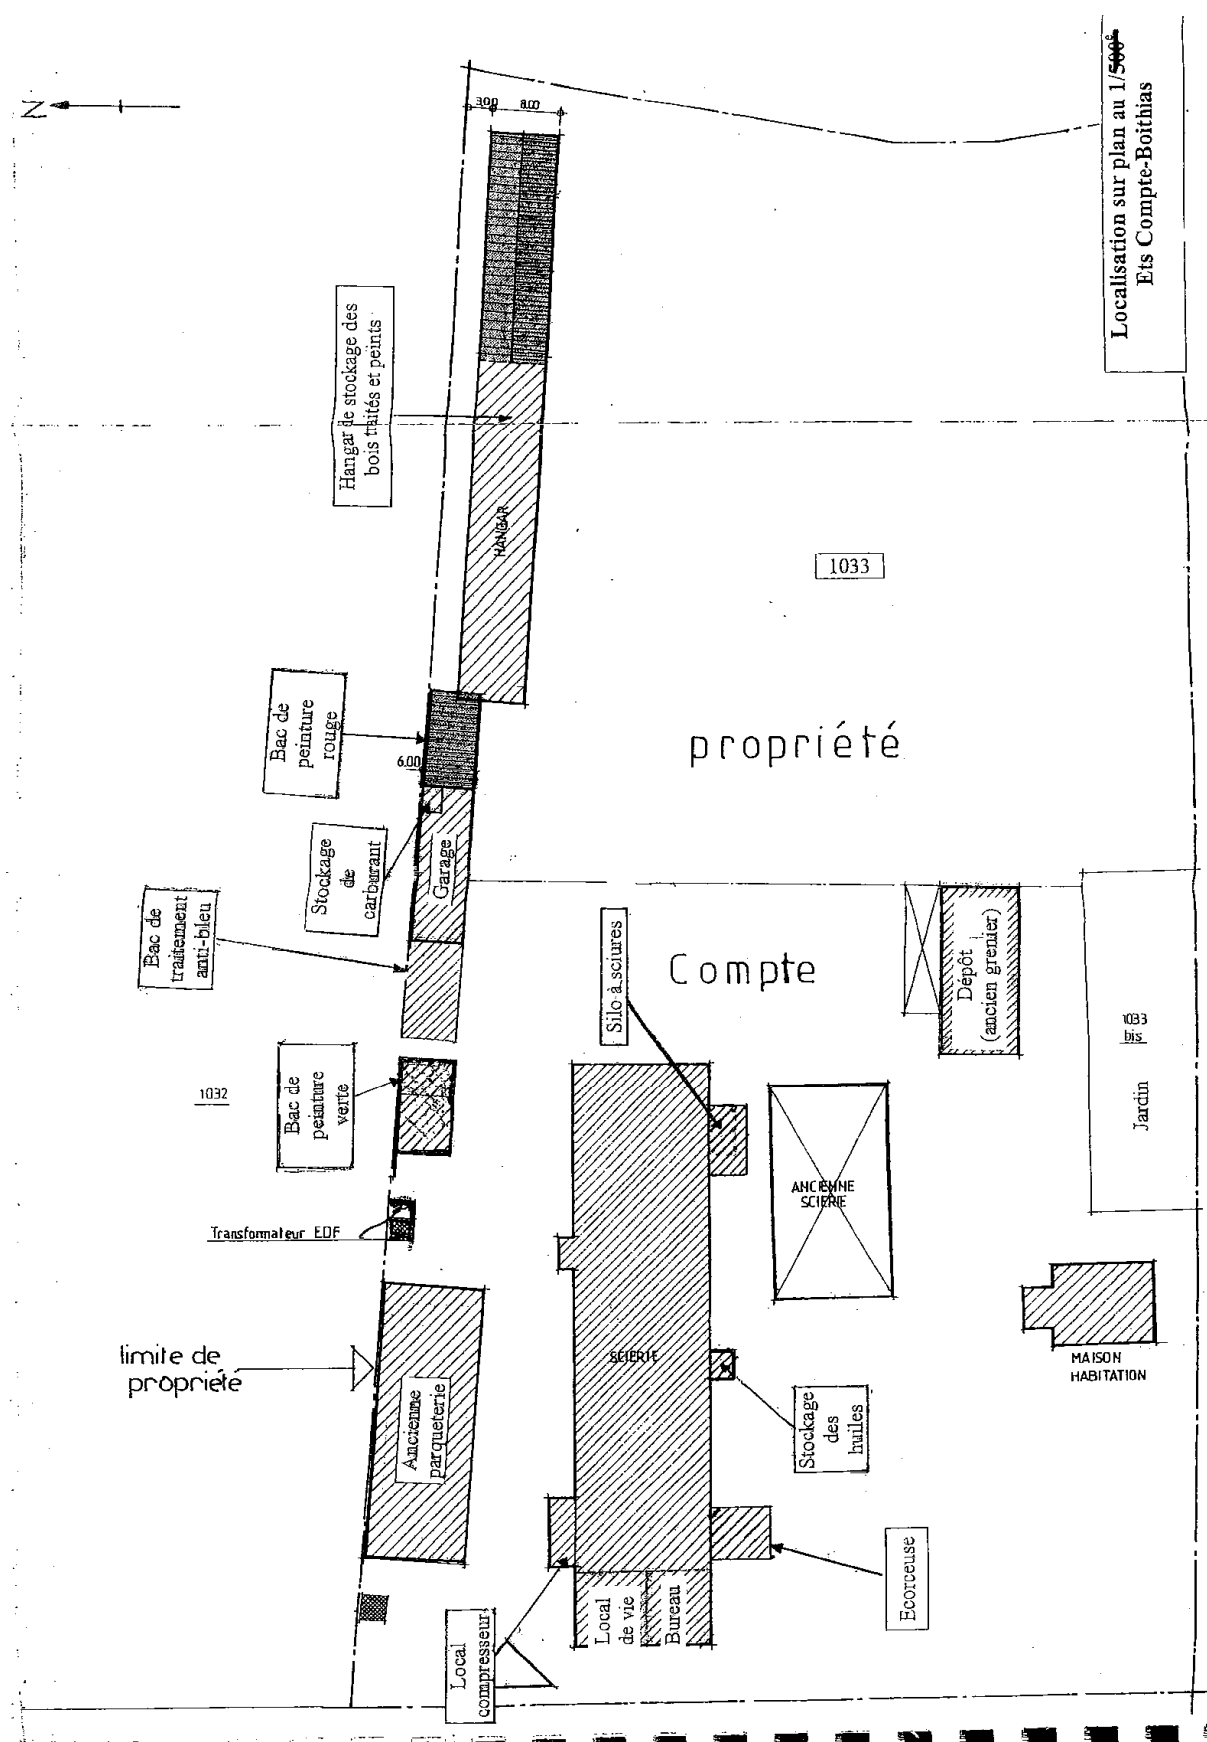 N
3.00
8.00
Localisation sur plan au 1/500e
Ets Compte-Boithias
Hangar de stockage des
bois traités et peints
HANGAR
1033
Bac de
peinture
rouge
6.00
propriété
Stockage
de
carburant
Garage
Bac de
traitement
anti-bleu
Silo à sciures
Compte
Dépôt
(ancien grenier)
1033
bis
Jardin
1032
Bac de
peinture
verte
ANCIENNE
SCIERIE
Transformateur EDF
limite de
propriété
SCIERIE
MAISON
HABITATION
Ancienne
parqueterie
Stockage
des
huiles
Ecorceuse
Local
de vie
Bureau
Local
compresseur